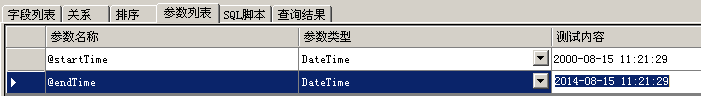 字段列表 关系 排序 参数列表 SQL脚本 查询结果
参数名称 参数类型 测试内容
@startTime DateTime 2000-08-15 11:21:29
@endTime DateTime 2014-08-15 11:21:29